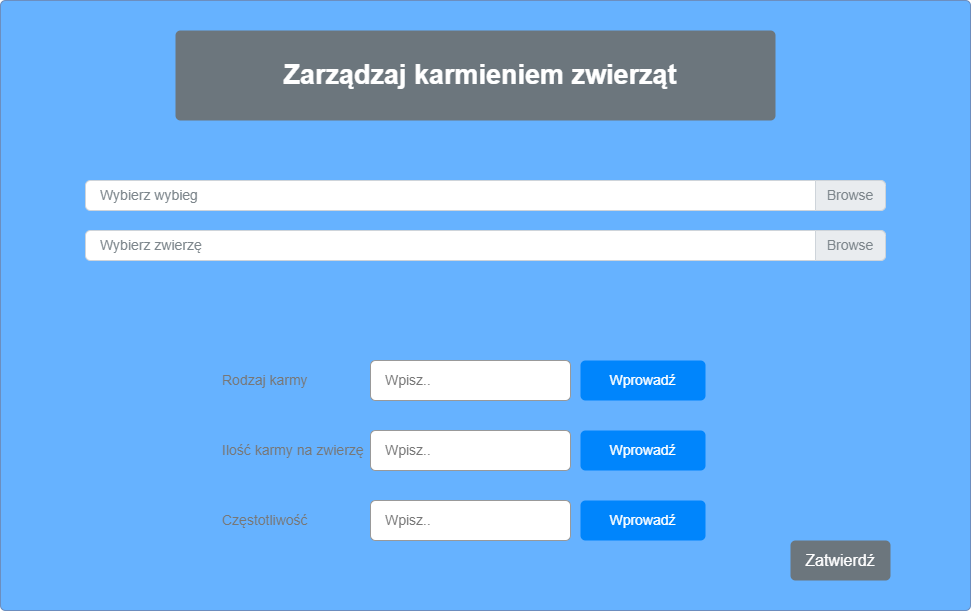 Zarządzaj karmieniem zwierząt
Wybierz wybieg Browse
Wybierz zwierzę Browse
Rodzaj karmy Wpisz.. Wprowadź
Ilość karmy na zwierzę Wpisz.. Wprowadź
Częstotliwość Wpisz.. Wprowadź
Zatwierdź